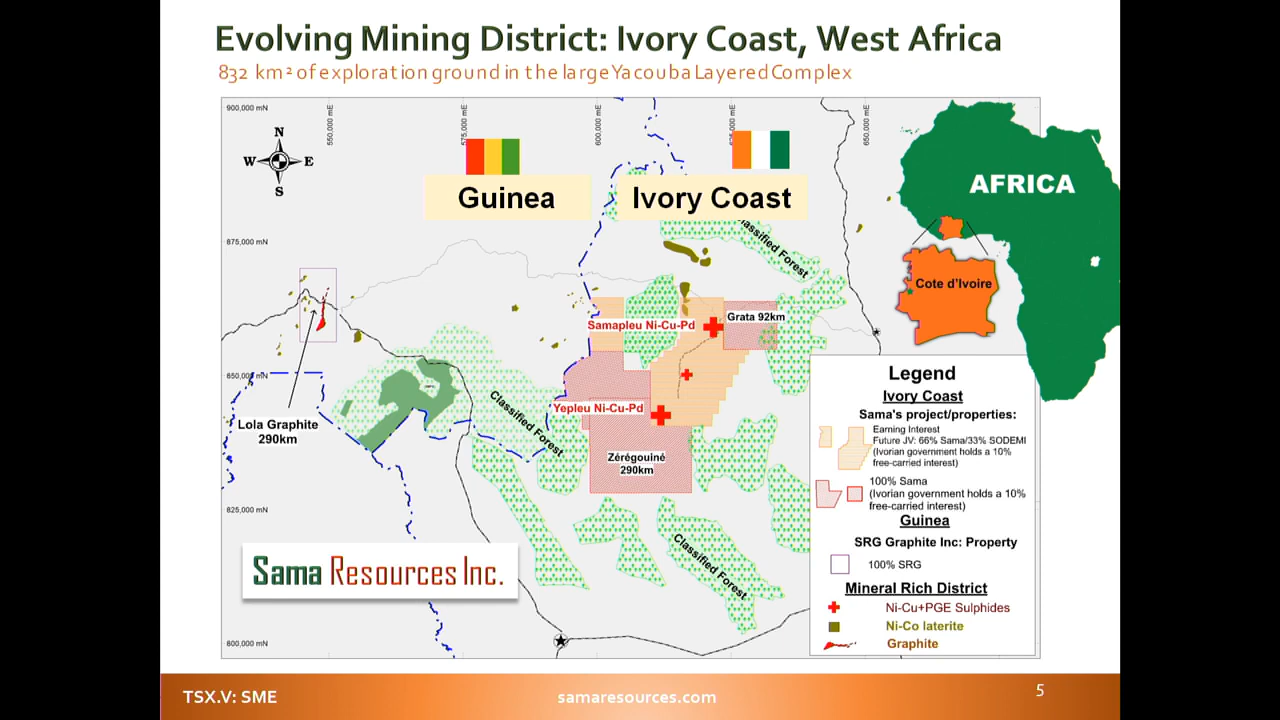 Evolving Mining District: Ivory Coast, West Africa
832 km² of exploration ground in the large Yacouba Layered Complex
900,000 mN
550,000 mE
575,000 mE
600,000 mE
650,000 mE
N
W
E
S
Guinea
Ivory Coast
AFRICA
875,000 mN
Classified Forest
Cote d'Ivoire
Samapleu Ni-Cu-Pd
Grata 92km
650,000 mN
Yepleu Ni-Cu-Pd
Classified Forest
Lola Graphite
290km
Zérégouiné
290km
825,000 mN
Classified Forest
800,000 mN
Sama Resources Inc.
Legend
Ivory Coast
Sama's project/properties:
Earning Interest
Future JV: 66% Sama/33% SODEMI
(Ivorian government holds a 10%
free-carried interest)
100% Sama
(Ivorian government holds a 10%
free-carried interest)
Guinea
SRG Graphite Inc: Property
100% SRG
Mineral Rich District
Ni-Cu+PGE Sulphides
Ni-Co laterite
Graphite
TSX.V: SME
samaresources.com
5